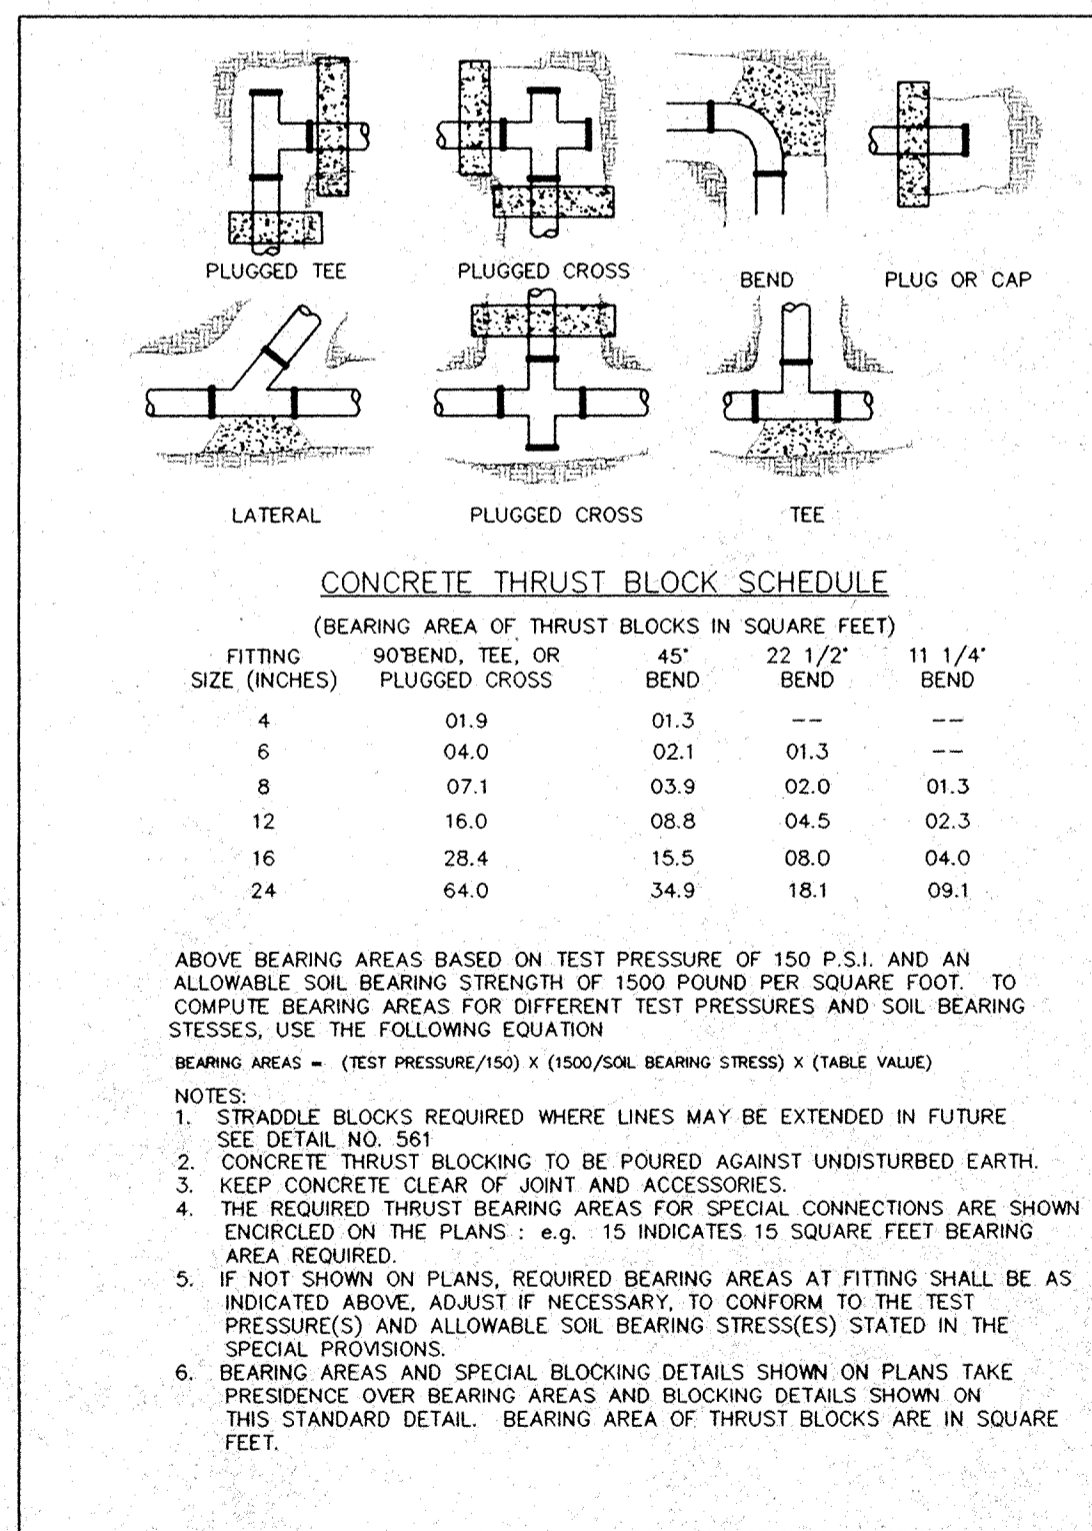 PLUGGED TEE
PLUGGED CROSS
BEND
PLUG OR CAP
LATERAL
PLUGGED CROSS
TEE
CONCRETE THRUST BLOCK SCHEDULE
(BEARING AREA OF THRUST BLOCKS IN SQUARE FEET)
FITTING 90°BEND, TEE, OR 45° 22 1/2° 11 1/4°
SIZE (INCHES) PLUGGED CROSS BEND BEND BEND
4 01.9 01.3 -- --
6 04.0 02.1 01.3 --
8 07.1 03.9 02.0 01.3
12 16.0 08.8 04.5 02.3
16 28.4 15.5 08.0 04.0
24 64.0 34.9 18.1 09.1
ABOVE BEARING AREAS BASED ON TEST PRESSURE OF 150 P.S.I. AND AN
ALLOWABLE SOIL BEARING STRENGTH OF 1500 POUND PER SQUARE FOOT. TO
COMPUTE BEARING AREAS FOR DIFFERENT TEST PRESSURES AND SOIL BEARING
STESSES, USE THE FOLLOWING EQUATION
BEARING AREAS = (TEST PRESSURE/150) X (1500/SOIL BEARING STRESS) X (TABLE VALUE)
NOTES:
1. STRADDLE BLOCKS REQUIRED WHERE LINES MAY BE EXTENDED IN FUTURE
SEE DETAIL NO. 561
2. CONCRETE THRUST BLOCKING TO BE POURED AGAINST UNDISTURBED EARTH.
3. KEEP CONCRETE CLEAR OF JOINT AND ACCESSORIES.
4. THE REQUIRED THRUST BEARING AREAS FOR SPECIAL CONNECTIONS ARE SHOWN
ENCIRCLED ON THE PLANS : e.g. 15 INDICATES 15 SQUARE FEET BEARING
AREA REQUIRED.
5. IF NOT SHOWN ON PLANS, REQUIRED BEARING AREAS AT FITTING SHALL BE AS
INDICATED ABOVE, ADJUST IF NECESSARY, TO CONFORM TO THE TEST
PRESSURE(S) AND ALLOWABLE SOIL BEARING STRESS(ES) STATED IN THE
SPECIAL PROVISIONS.
6. BEARING AREAS AND SPECIAL BLOCKING DETAILS SHOWN ON PLANS TAKE
PRESIDENCE OVER BEARING AREAS AND BLOCKING DETAILS SHOWN ON
THIS STANDARD DETAIL. BEARING AREA OF THRUST BLOCKS ARE IN SQUARE
FEET.